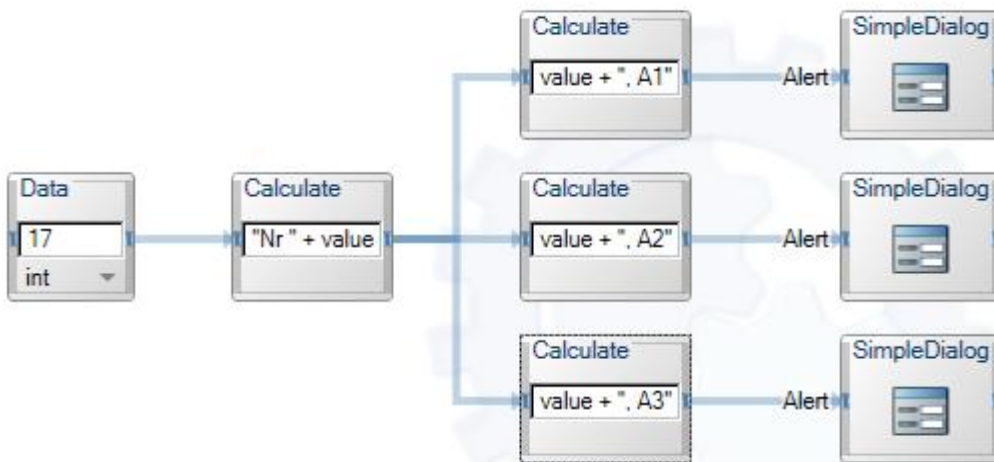 Calculate
value + ", A1"
Alert
SimpleDialog
Data
17
int
Calculate
"Nr " + value
Calculate
value + ", A2"
Alert
SimpleDialog
Calculate
value + ", A3"
Alert
SimpleDialog